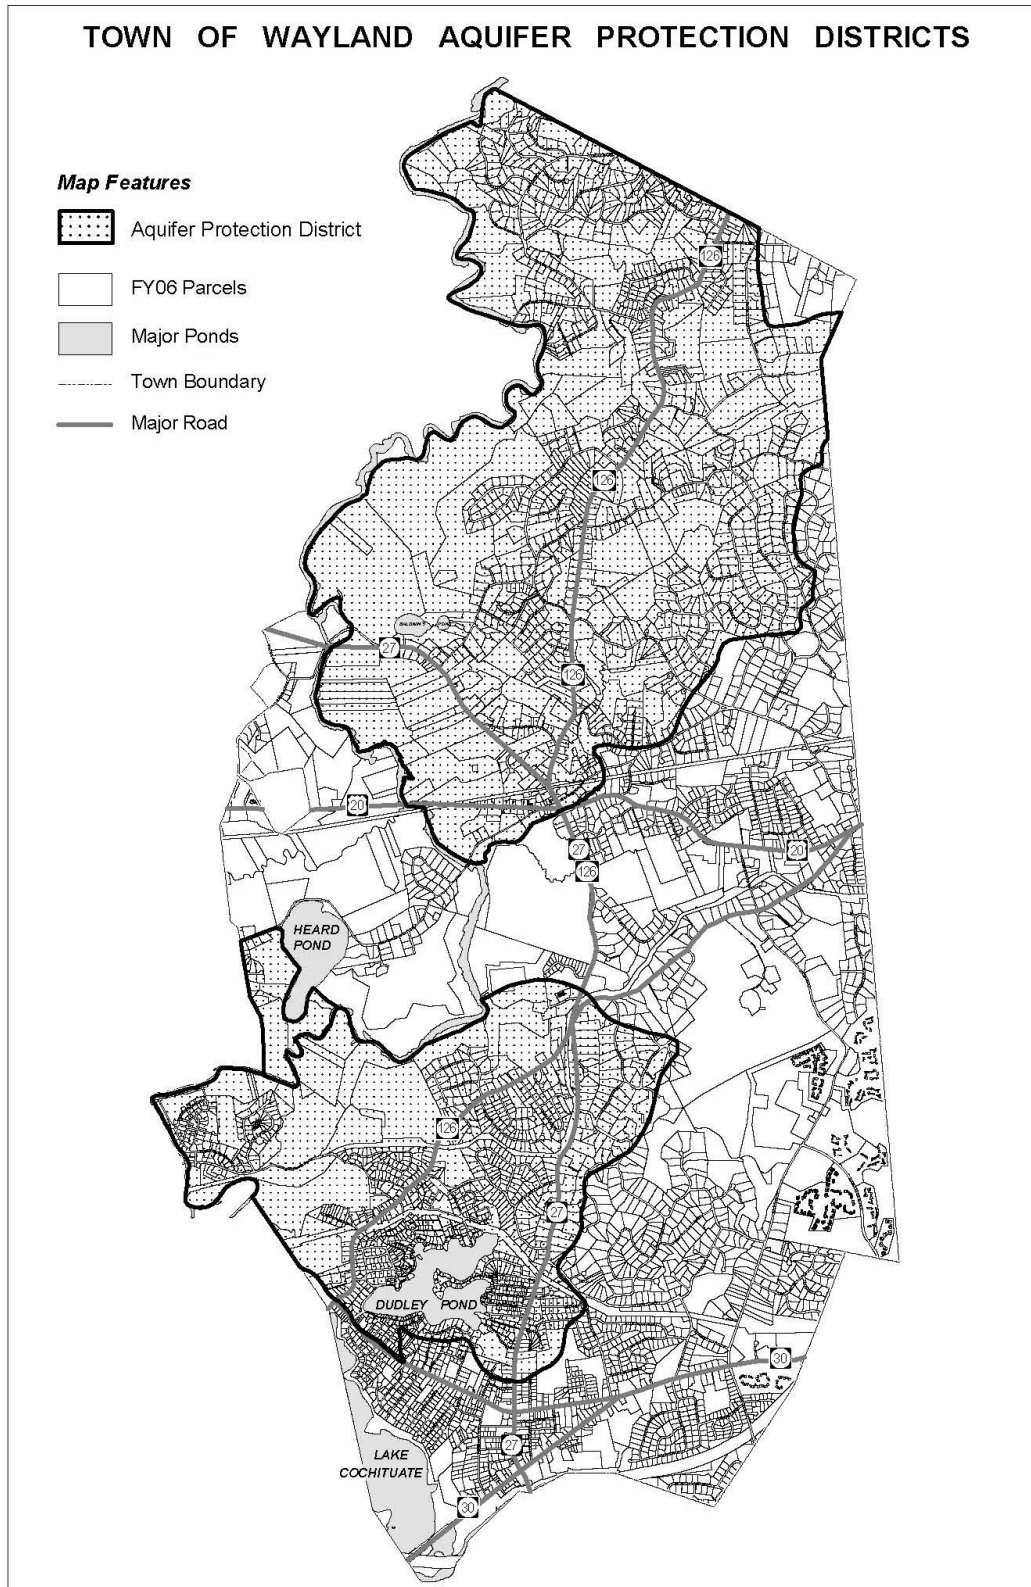 TOWN OF WAYLAND AQUIFER PROTECTION DISTRICTS
Map Features
Aquifer Protection District
FY06 Parcels
Major Ponds
Town Boundary
Major Road
126
126
27
126
20
27
20
126
HEARD
POND
126
27
DUDLEY POND
30
27
LAKE
COCHITUATE
30